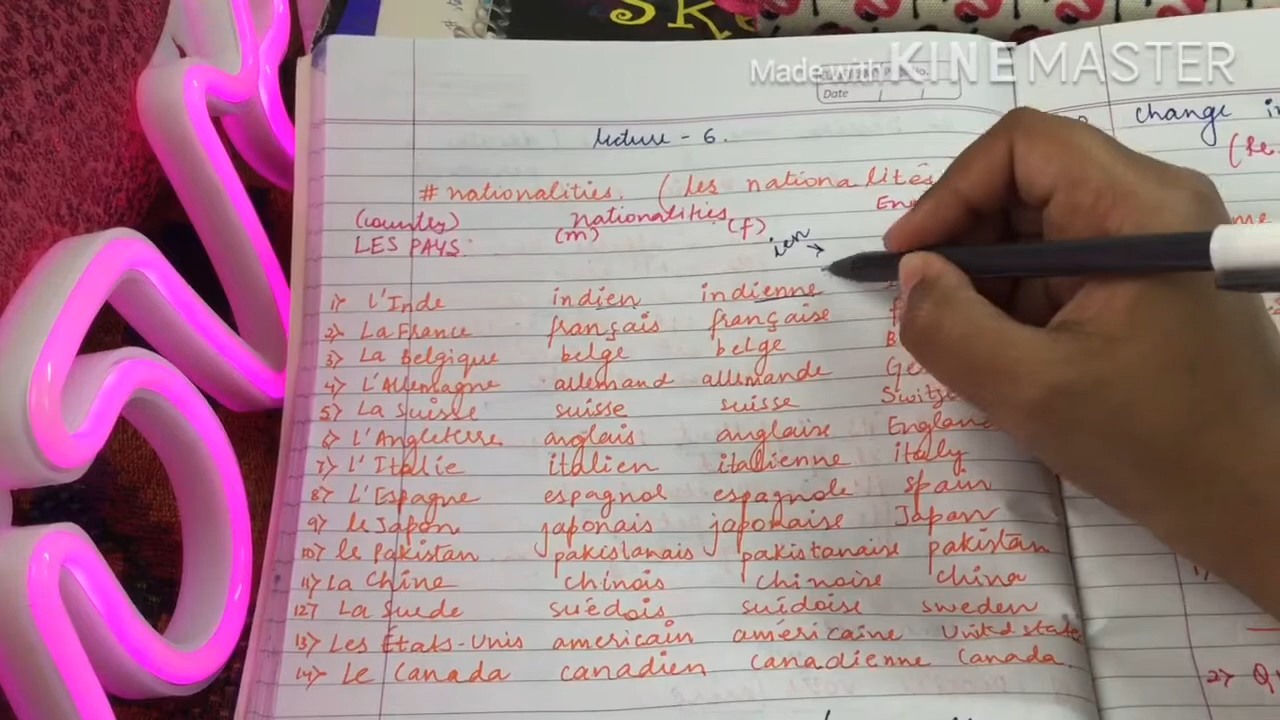 SK
Made with KINEMASTER
Date
Lecture - 6.
change
# nationalities. (les nationalités
(country) nationalities
LES PAYS: (m) (f)
ien →
1) L'Inde indien indienne
2) La France français française
3) La Belgique belge belge
4) L'Allemagne allemand allemande
5) La Suisse suisse suisse
6) L'Angleterre anglais anglaise England
7) L'Italie italien italienne italy
8) L'Espagne espagnol espagnole spain
9) le Japon japonais japonaise Japan
10) le Pakistan pakistanais pakistanaise pakistan
11) La Chine chinois chinoise china
12) La Suede suédois suédoise sweden
13) Les États-Unis americain américaine United state
14) Le Canada canadien canadienne Canada.
2)